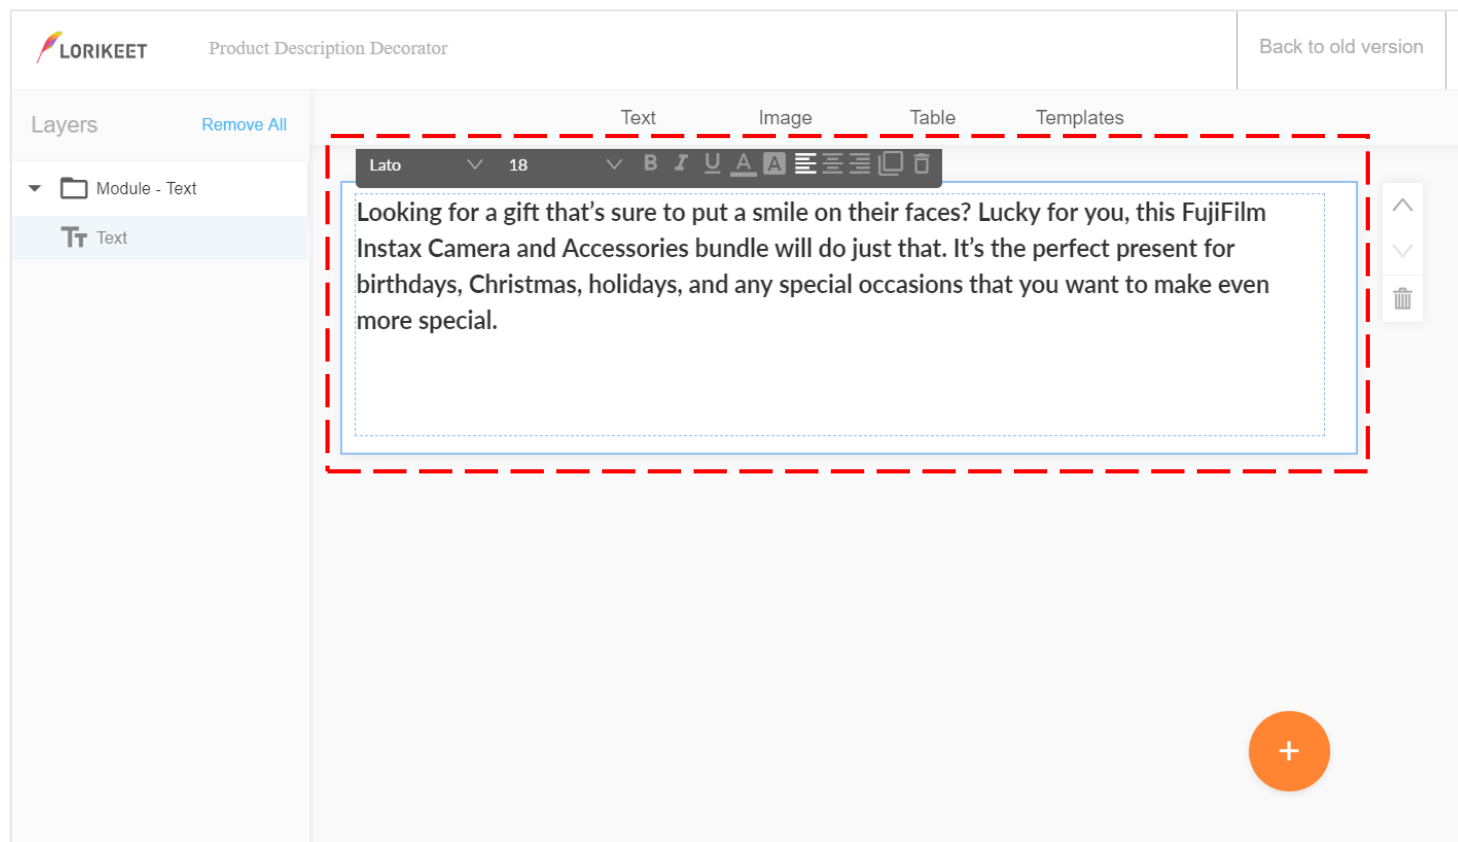 LORIKEET
Product Description Decorator
Back to old version
Layers
Remove All
Text
Image
Table
Templates
Module - Text
Text
Lato
18
B I U A A
Looking for a gift that’s sure to put a smile on their faces? Lucky for you, this FujiFilm
Instax Camera and Accessories bundle will do just that. It’s the perfect present for
birthdays, Christmas, holidays, and any special occasions that you want to make even
more special.